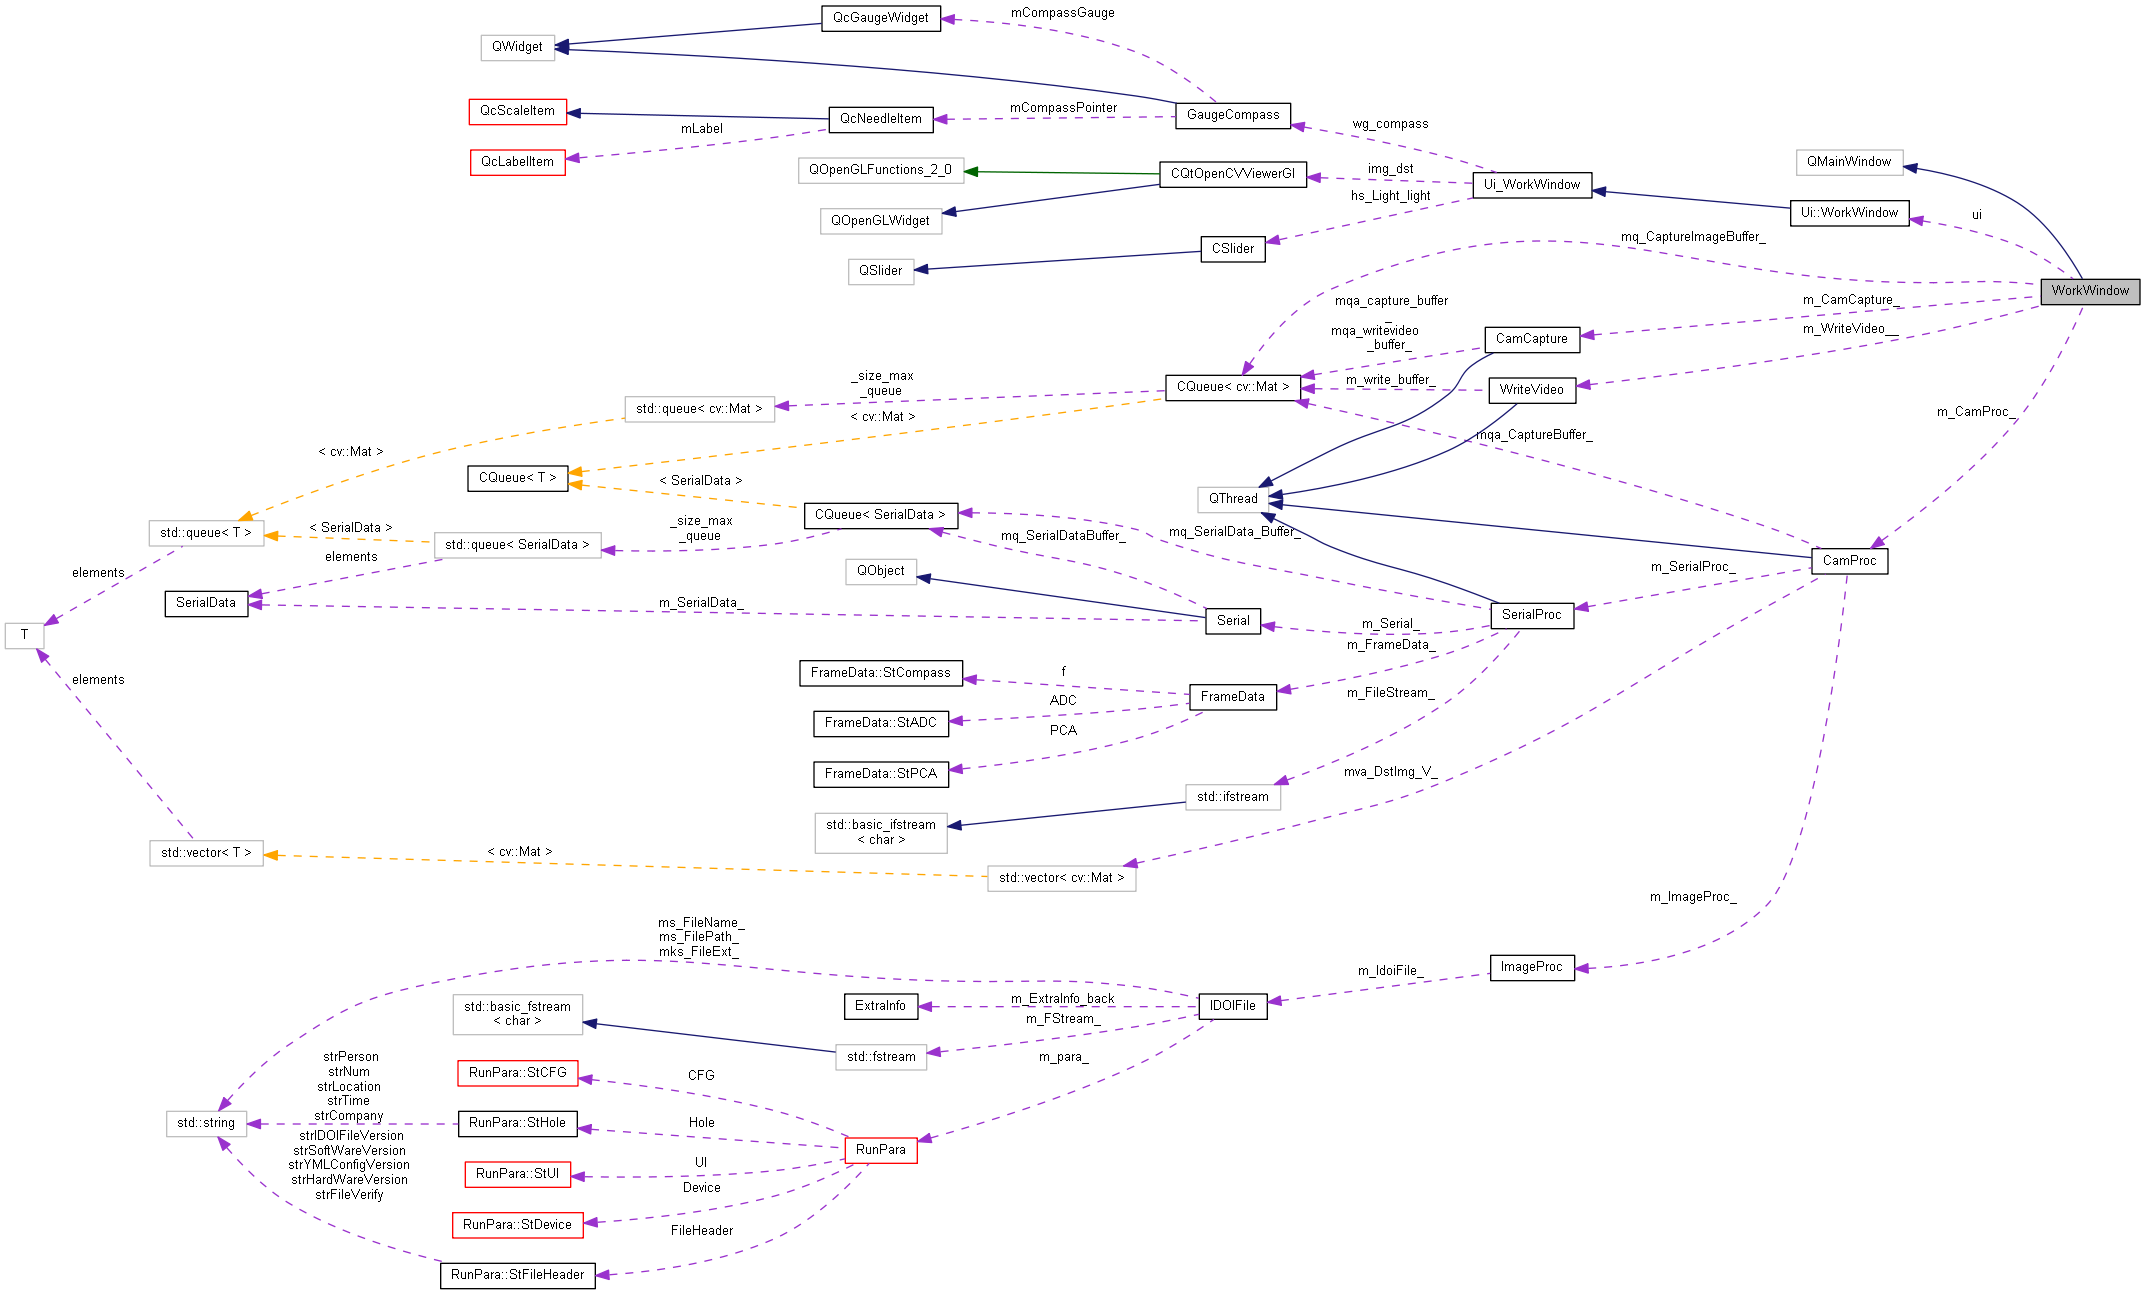 QcGaugeWidget
mCompassGauge
QWidget
QcScaleItem
QcNeedleItem
mCompassPointer
GaugeCompass
mLabel
QcLabelItem
wg_compass
QOpenGLFunctions_2_0
CQtOpenCVViewerGl
img_dst
Ui_WorkWindow
QMainWindow
hs_Light_light
QOpenGLWidget
Ui::WorkWindow
ui
CSlider
QSlider
mq_CaptureImageBuffer_
WorkWindow
mqa_capture_buffer
_
mqa_writevideo
_buffer_
m_CamCapture_
m_WriteVideo__
CamCapture
_size_max
_queue
CQueue< cv::Mat >
m_write_buffer_
WriteVideo
std::queue< cv::Mat >
< cv::Mat >
m_CamProc_
mqa_CaptureBuffer_
< cv::Mat >
CQueue< T >
< SerialData >
QThread
CQueue< SerialData >
_size_max
_queue
< SerialData >
std::queue< T >
std::queue< SerialData >
mq_SerialDataBuffer_
mq_SerialData_Buffer_
elements
elements
QObject
CamProc
m_SerialProc_
SerialData
m_SerialData_
Serial
m_Serial_
SerialProc
T
m_FrameData_
elements
FrameData::StCompass
f
ADC
PCA
FrameData
m_FileStream_
FrameData::StADC
FrameData::StPCA
mva_DstImg_V_
std::ifstream
std::basic_ifstream
< char >
std::vector< T >
< cv::Mat >
std::vector< cv::Mat >
m_ImageProc_
ms_FileName_
ms_FilePath_
mks_FileExt_
m_IdoiFile_
ImageProc
std::basic_fstream
< char >
ExtraInfo
m_ExtraInfo_back
m_FStream_
IDOIFile
std::fstream
m_para_
strPerson
strNum
strLocation
strTime
strCompany
RunPara::StCFG
CFG
std::string
RunPara::StHole
Hole
strIDOIFileVersion
strSoftWareVersion
strYMLConfigVersion
strHardWareVersion
strFileVerify
RunPara
RunPara::StUI
UI
Device
RunPara::StDevice
FileHeader
RunPara::StFileHeader